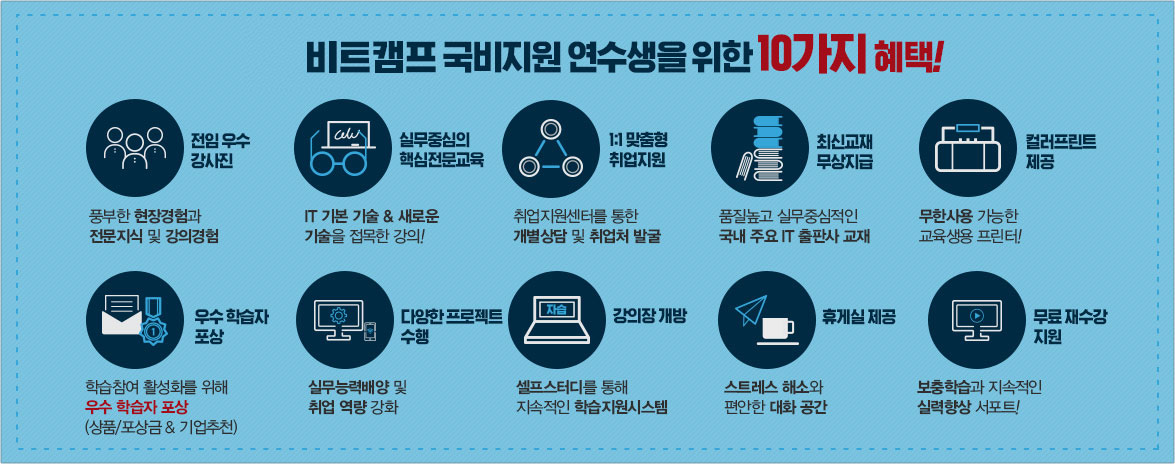 비트캠프 국비지원 연수생을 위한 10가지 혜택!
전임 우수
강사진
풍부한 현장경험과
전문지식 및 강의경험
실무중심의
핵심전문교육
IT 기본 기술 & 새로운
기술을 접목한 강의!
1:1 맞춤형
취업지원
취업지원센터를 통한
개별상담 및 취업처 발굴
최신교재
무상지급
품질높고 실무중심적인
국내 주요 IT 출판사 교재
컬러프린트
제공
무한사용 가능한
교육생용 프린터!
우수 학습자
포상
학습참여 활성화를 위해
우수 학습자 포상
(상품/포상금 & 기업추천)
다양한 프로젝트
수행
실무능력배양 및
취업 역량 강화
자습
강의장 개방
셀프스터디를 통해
지속적인 학습지원시스템
휴게실 제공
스트레스 해소와
편안한 대화 공간
무료 재수강
지원
보충학습과 지속적인
실력향상 서포트!